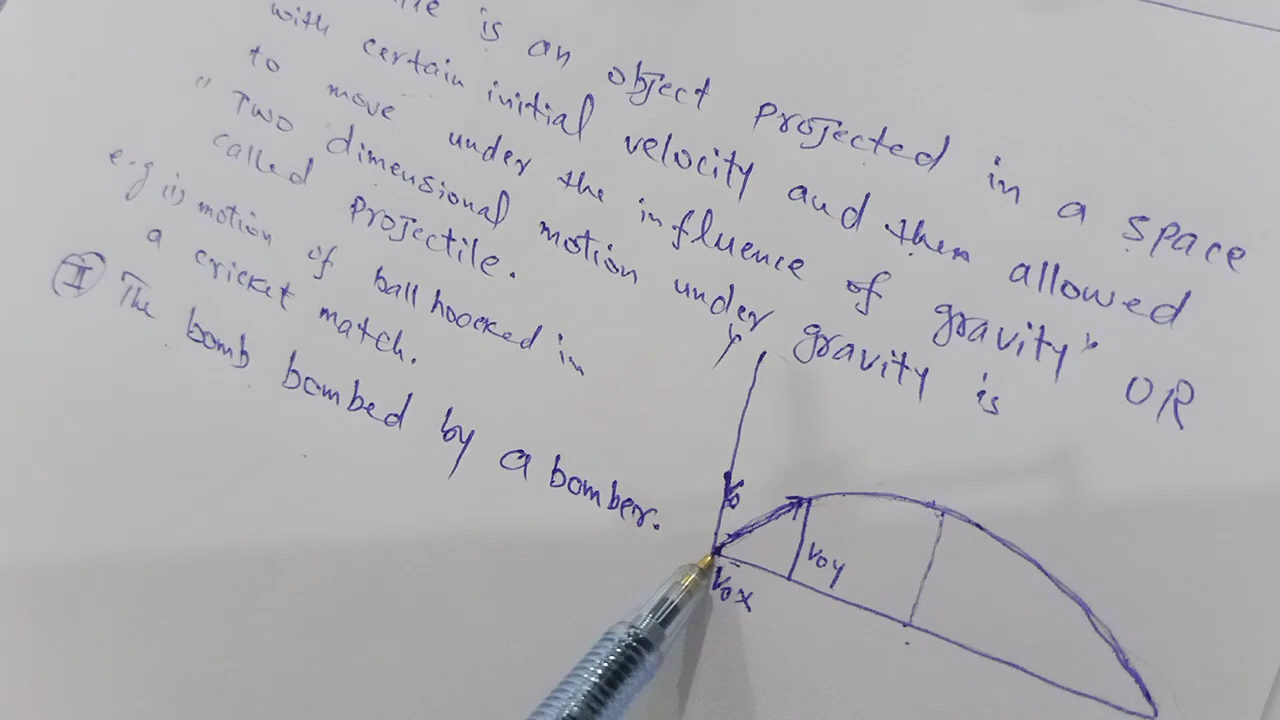 is an object projected in a space
with certain initial velocity and then allowed
to move under the influence of gravity" OR
" Two dimensional motion under gravity is
called projectile.
e.g (i) motion of ball hoocked in
a cricket match.
II The bomb bombed by a bomber.
y
Vo
Voy
Vox